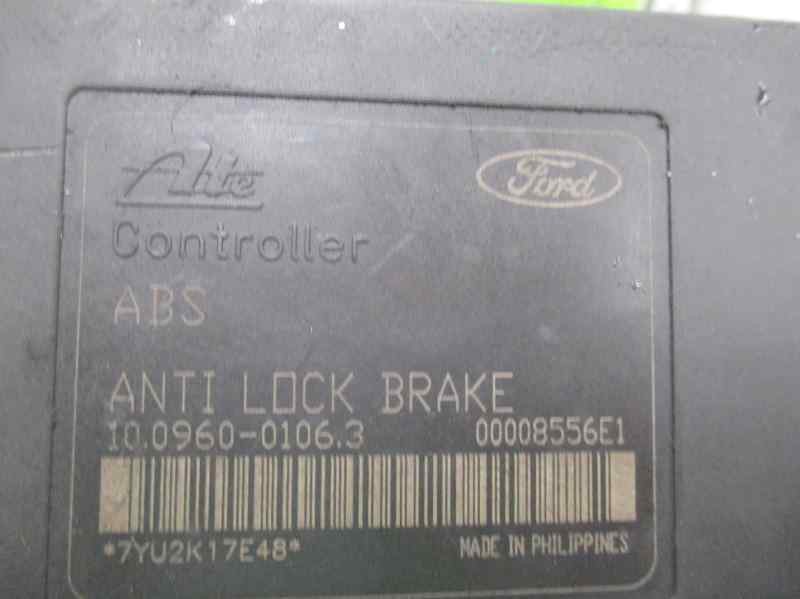 Ate
Ford
Controller
ABS
ANTI LOCK BRAKE
10.0960-0106.3 00008556E1
*7YU2K17E48*
MADE IN PHILIPPINES